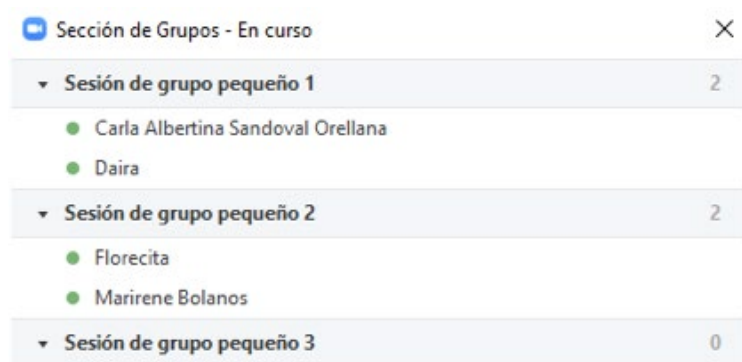 Sección de Grupos - En curso
Sesión de grupo pequeño 1 2
Carla Albertina Sandoval Orellana
Daira
Sesión de grupo pequeño 2 2
Florecita
Marirene Bolanos
Sesión de grupo pequeño 3 0